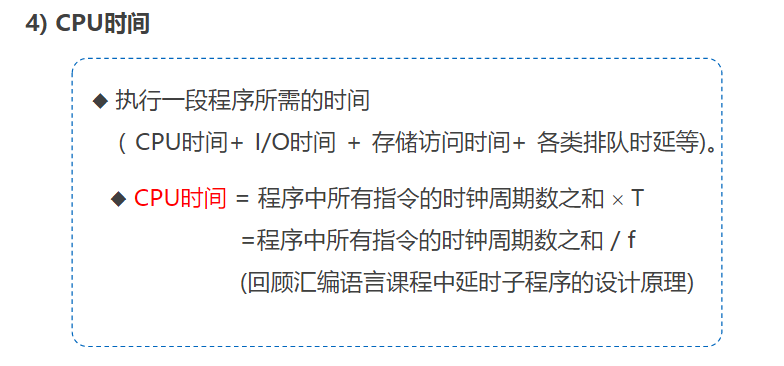 4) CPU时间
◆ 执行一段程序所需的时间
( CPU时间+ I/O时间 + 存储访问时间+ 各类排队时延等)。
◆ CPU时间 = 程序中所有指令的时钟周期数之和 × T
=程序中所有指令的时钟周期数之和 / f
(回顾汇编语言课程中延时子程序的设计原理)